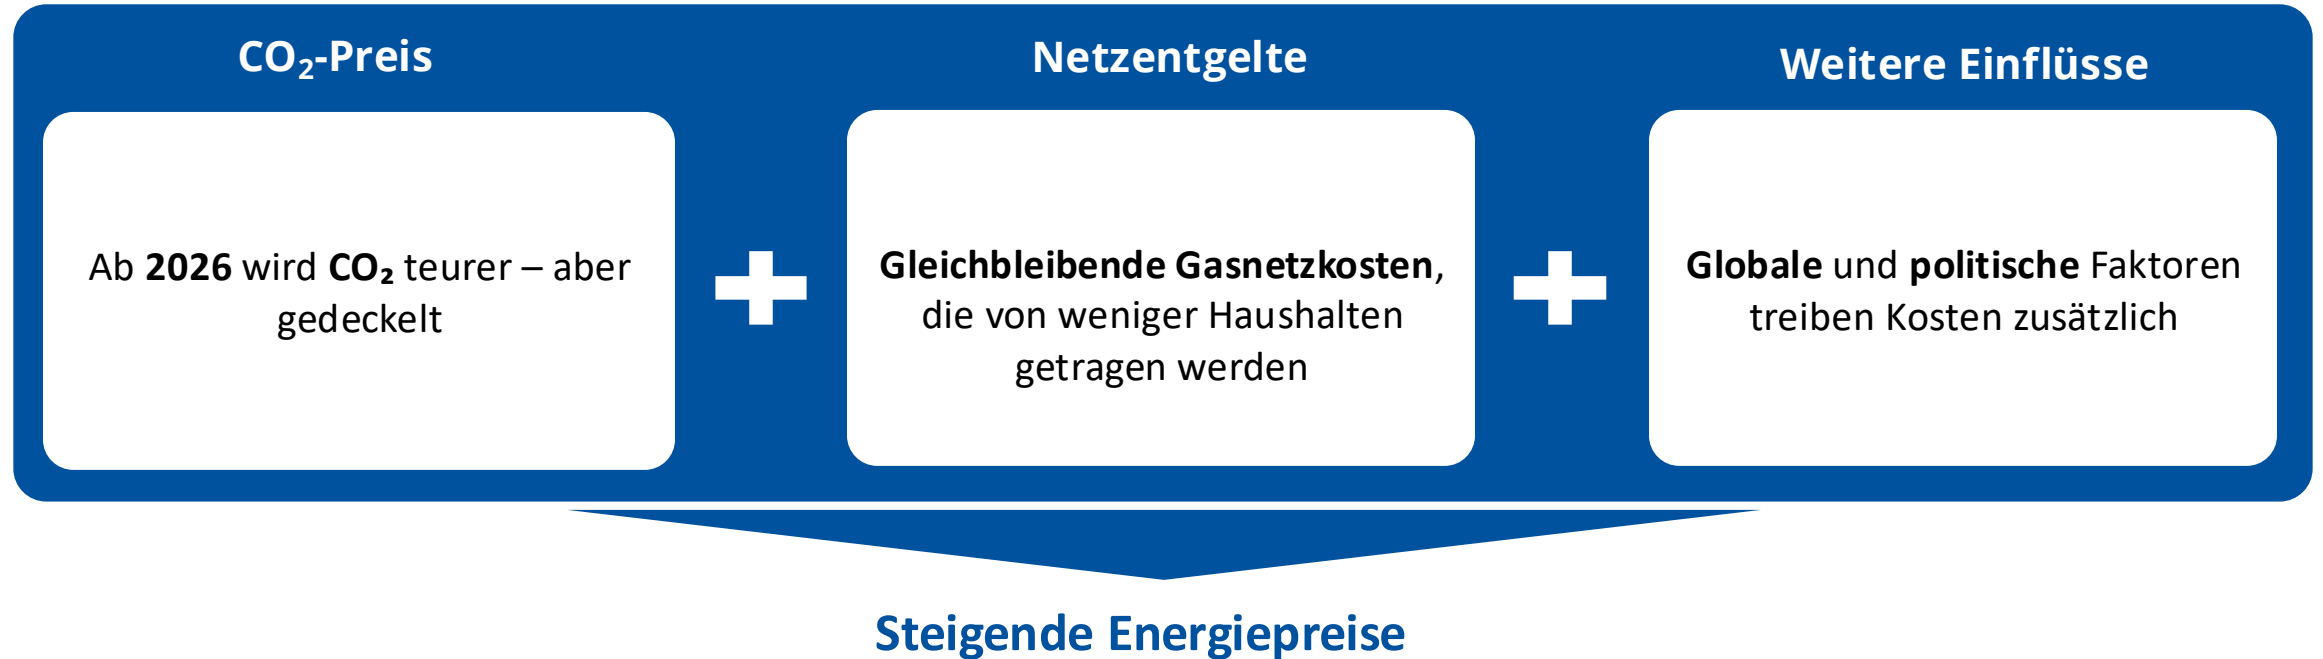 CO₂-Preis
Ab 2026 wird CO₂ teurer – aber
gedeckelt
Netzentgelte
Gleichbleibende Gasnetzkosten,
die von weniger Haushalten
getragen werden
Weitere Einflüsse
Globale und politische Faktoren
treiben Kosten zusätzlich
Steigende Energiepreise